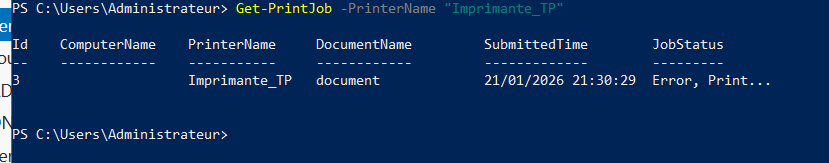 PS C:\Users\Administrateur> Get-PrintJob -PrinterName "Imprimante_TP"
Id ComputerName PrinterName DocumentName SubmittedTime JobStatus
-- ------------ ----------- ------------ ------------- ---------
3 Imprimante_TP document 21/01/2026 21:30:29 Error, Print...
PS C:\Users\Administrateur>